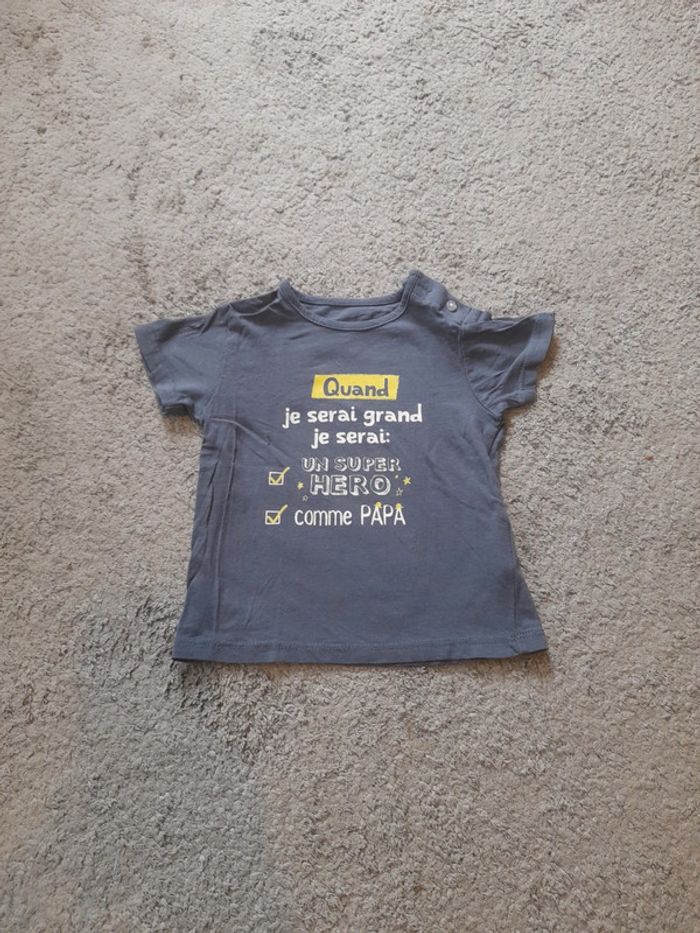 Quand
je serai grand
je serai:
UN SUPER
HERO
comme PAPA